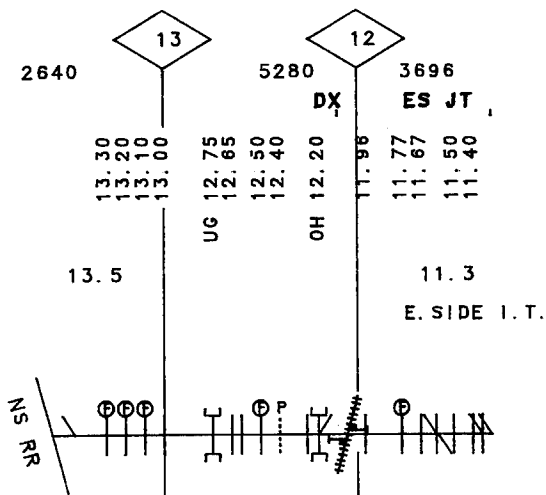 13 12
2640 5280 3696
DX ES JT
13.30
13.20
13.10
13.00
UG 12.75
12.65
12.50
12.40
OH 12.20
11.96
11.77
11.67
11.50
11.40
13.5 11.3
E. SIDE I.T.
NS RR
F F F F P F